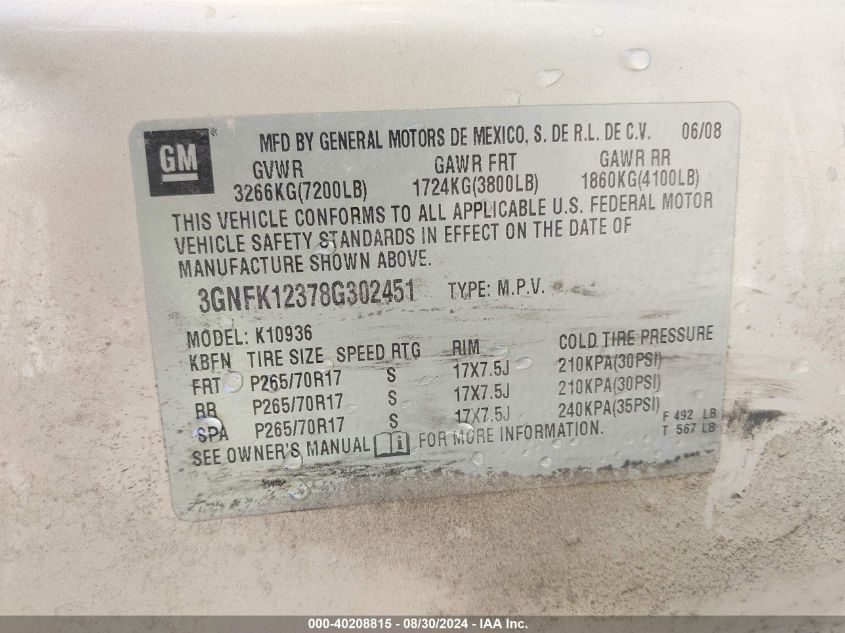 GM ®
MFD BY GENERAL MOTORS DE MEXICO, S. DE R.L. DE C.V. 06/08
GVWR GAWR FRT GAWR RR
3266KG(7200LB) 1724KG(3800LB) 1860KG(4100LB)
THIS VEHICLE CONFORMS TO ALL APPLICABLE U.S. FEDERAL MOTOR
VEHICLE SAFETY STANDARDS IN EFFECT ON THE DATE OF
MANUFACTURE SHOWN ABOVE.
3GNFK12378G302451 TYPE: M.P.V.
MODEL: K10936
KBFN TIRE SIZE SPEED RTG RIM COLD TIRE PRESSURE
FRT P265/70R17 S 17X7.5J 210KPA(30PSI)
RR P265/70R17 S 17X7.5J 210KPA(30PSI)
SPA P265/70R17 S 17X7.5J 240KPA(35PSI) F 492 LB
SEE OWNER'S MANUAL i FOR MORE INFORMATION. T 567 LB
000-40208815 - 08/30/2024 - IAA Inc.